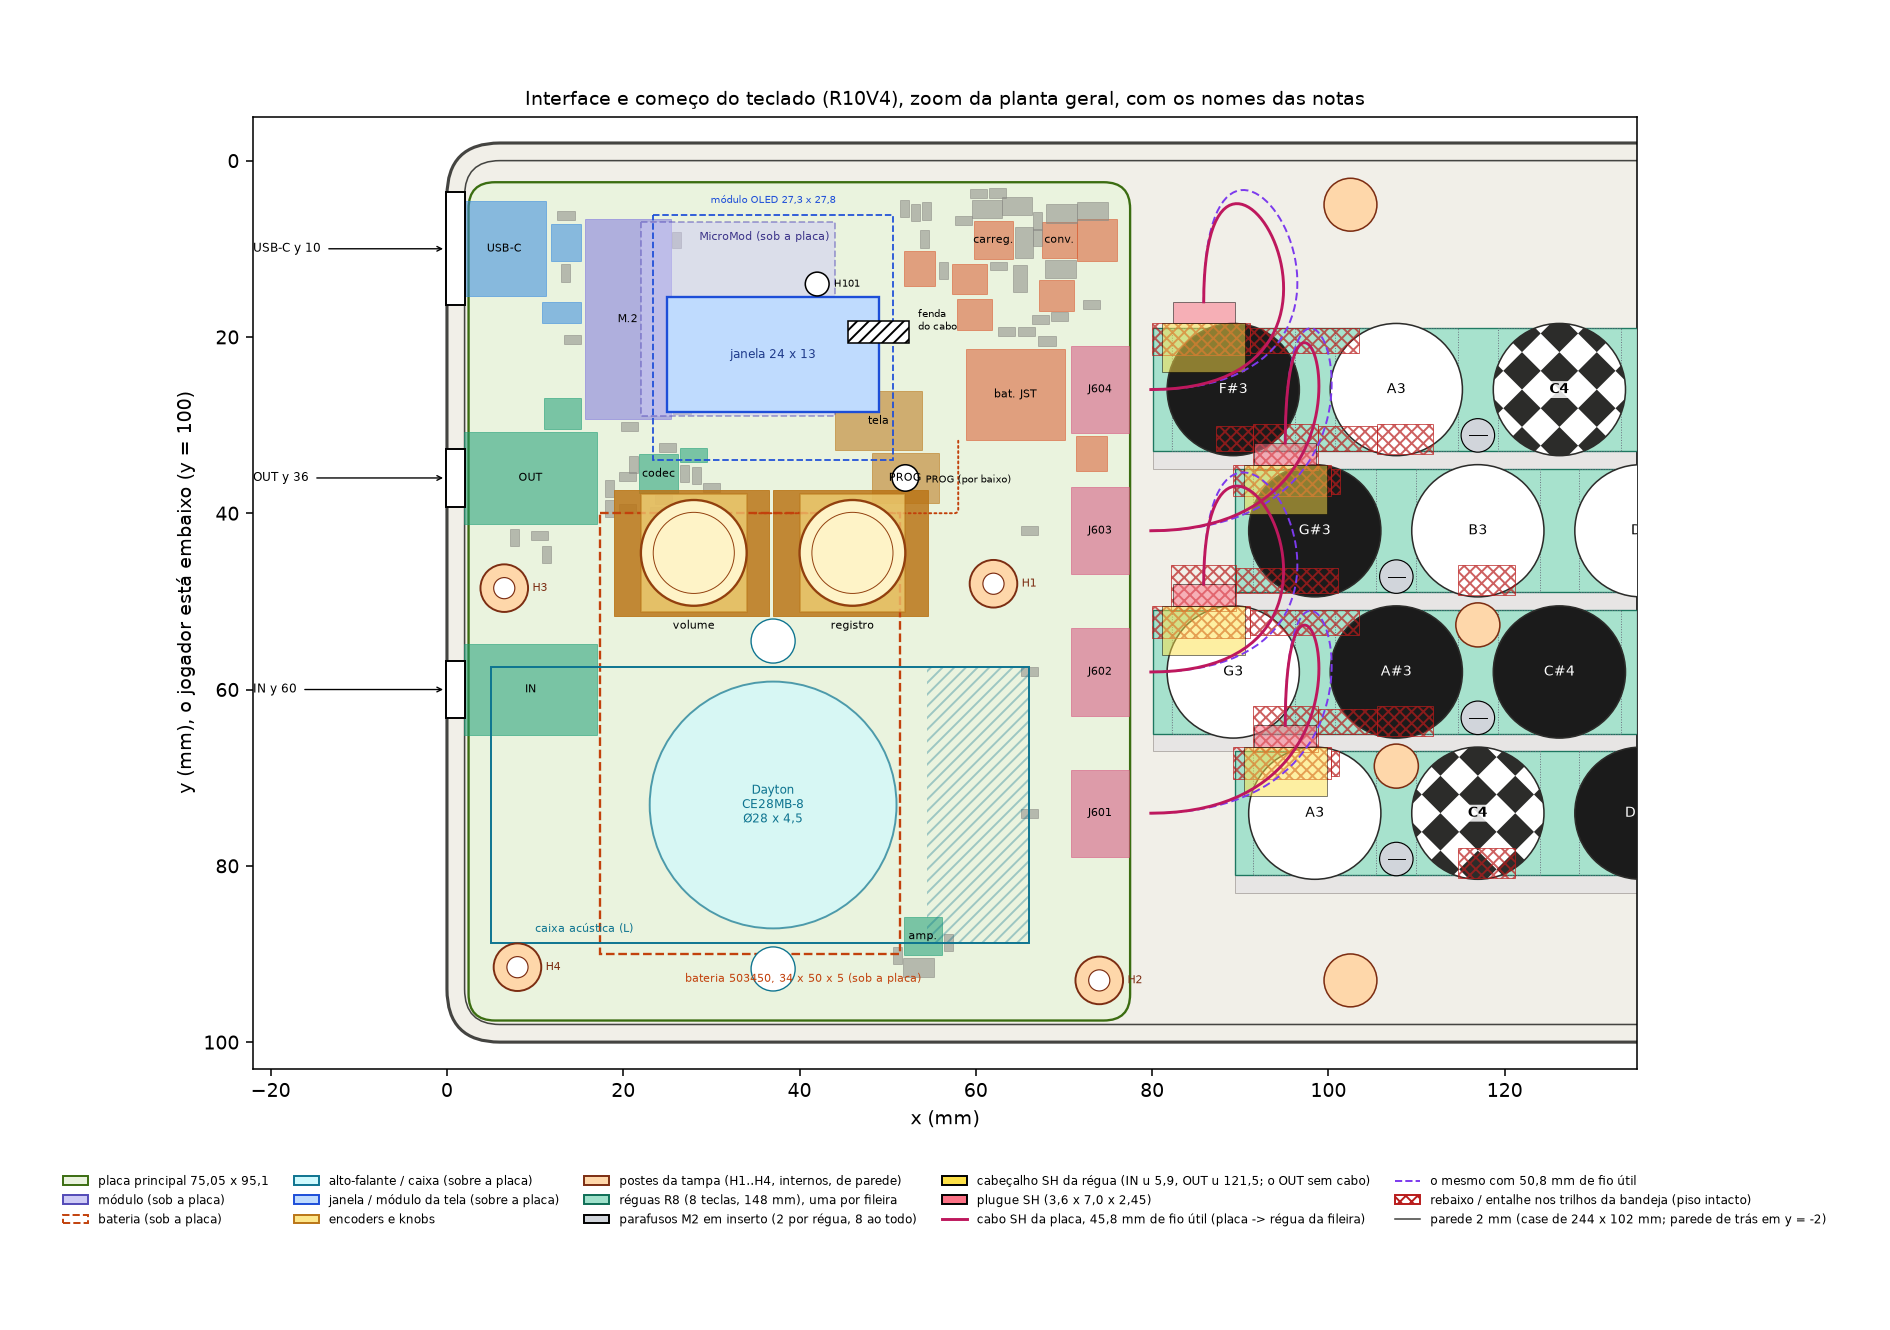 Interface e começo do teclado (R10V4), zoom da planta geral, com os nomes das notas
y (mm), o jogador está embaixo (y = 100)
0
20
40
60
80
100
USB-C y 10
OUT y 36
IN y 60
módulo OLED 27,3 x 27,8
MicroMod (sob a placa)
USB-C
H101
carreg.
conv.
M.2
fenda
do cabo
janela 24 x 13
bat. JST
J604
F#3
A3
C4
tela
codec
OUT
PROG
PROG (por baixo)
J603
G#3
B3
D
H3
H1
volume
registro
IN
J602
G3
A#3
C#4
Dayton
CE28MB-8
Ø28 x 4,5
J601
A3
C4
D
caixa acústica (L)
amp.
H4
bateria 503450, 34 x 50 x 5 (sob a placa)
H2
−20
0
20
40
60
80
100
120
x (mm)
placa principal 75,05 x 95,1
módulo (sob a placa)
bateria (sob a placa)
alto-falante / caixa (sobre a placa)
janela / módulo da tela (sobre a placa)
encoders e knobs
postes da tampa (H1..H4, internos, de parede)
réguas R8 (8 teclas, 148 mm), uma por fileira
parafusos M2 em inserto (2 por régua, 8 ao todo)
cabeçalho SH da régua (IN u 5,9, OUT u 121,5; o OUT sem cabo)
plugue SH (3,6 x 7,0 x 2,45)
cabo SH da placa, 45,8 mm de fio útil (placa -> régua da fileira)
o mesmo com 50,8 mm de fio útil
rebaixo / entalhe nos trilhos da bandeja (piso intacto)
parede 2 mm (case de 244 x 102 mm; parede de trás em y = -2)